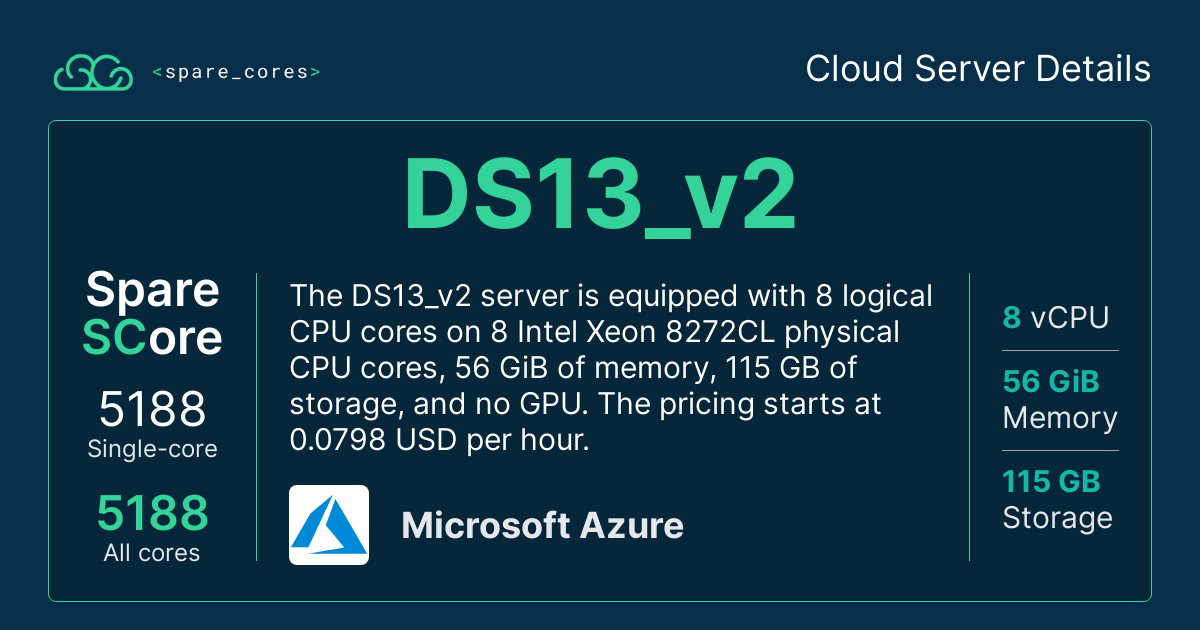 <spare_cores>
Cloud Server Details
DS13_v2
Spare
SCore
5188
Single-core
5188
All cores
The DS13_v2 server is equipped with 8 logical
CPU cores on 8 Intel Xeon 8272CL physical
CPU cores, 56 GiB of memory, 115 GB of
storage, and no GPU. The pricing starts at
0.0798 USD per hour.
Microsoft Azure
8 vCPU
56 GiB
Memory
115 GB
Storage